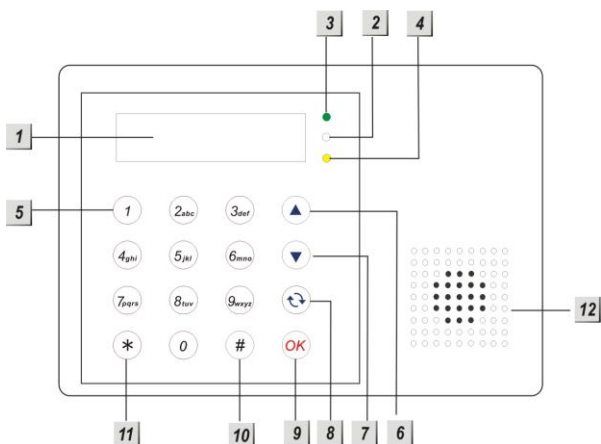 3 2 4
1
5 1 2abc 3def
4ghi 5jkl 6mno
7pqrs 8tuv 9wxyz
12
* 0 # OK
11 10 9 8 7 6